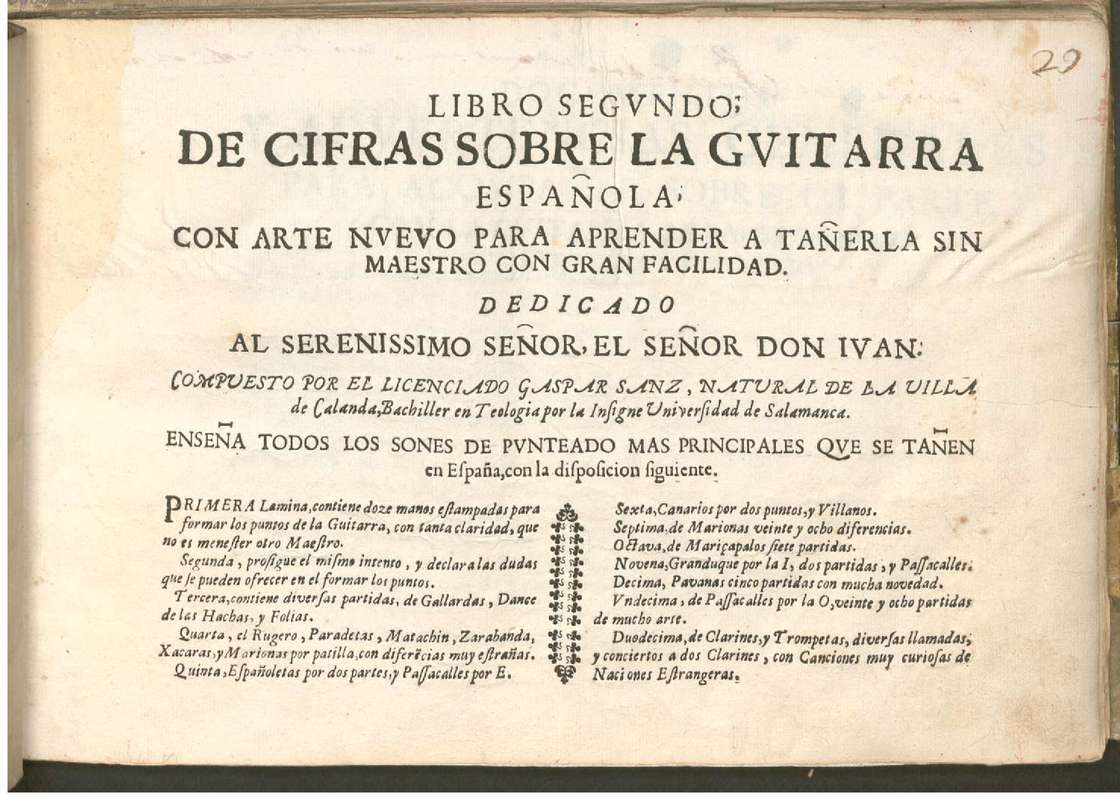 29
LIBRO SEGVNDO;
DE CIFRAS SOBRE LA GVITARRA
ESPAÑOLA;
CON ARTE NVEVO PARA APRENDER A TAÑERLA SIN
MAESTRO CON GRAN FACILIDAD.
DEDICADO
AL SERENISSIMO SEÑOR, EL SEÑOR DON IVAN:
COMPVESTO POR EL LICENCIADO GASPAR SANZ, NATURAL DE LA VILLA
de Calanda, Bachiller en Teologia por la Inſigne Univerſidad de Salamanca.
ENSEÑA TODOS LOS SONES DE PVNTEADO MAS PRINCIPALES QVE SE TAÑEN
en Eſpaña, con la diſpoſicion ſiguiente.
PRIMERA Lamina, contiene doze manos eſtampadas para
formar los puntos de la Guitarra, con tanta claridad, que
no es meneſter otro Maeſtro.
Segunda, proſigue el miſmo intento, y declara las dudas
que ſe pueden ofrecer en el formar los puntos.
Tercera, contiene diverſas partidas, de Gallardas, Dance
de las Hachas, y Folias.
Quarta, el Rugero, Paradetas, Matachin, Zarabanda,
Xacaras, y Marionas por patilla, con diferẽcias muy eſtrañas.
Quinta, Eſpañoletas por dos partes, y Paſſacalles por E.
Sexta, Canarios por dos puntos, y Villanos.
Septima, de Marionas veinte y ocho diferencias.
Octava, de Mariçapalos ſiete partidas.
Novena, Granduque por la I, dos partidas, y Paſſacalles.
Decima, Pavanas cinco partidas con mucha novedad.
Vndecima, de Paſſacalles por la O, veinte y ocho partidas
de mucho arte.
Duodecima, de Clarines, y Trompetas, diverſas llamadas,
y conciertos a dos Clarines, con Canciones muy curioſas de
Naciones Eſtrangeras.